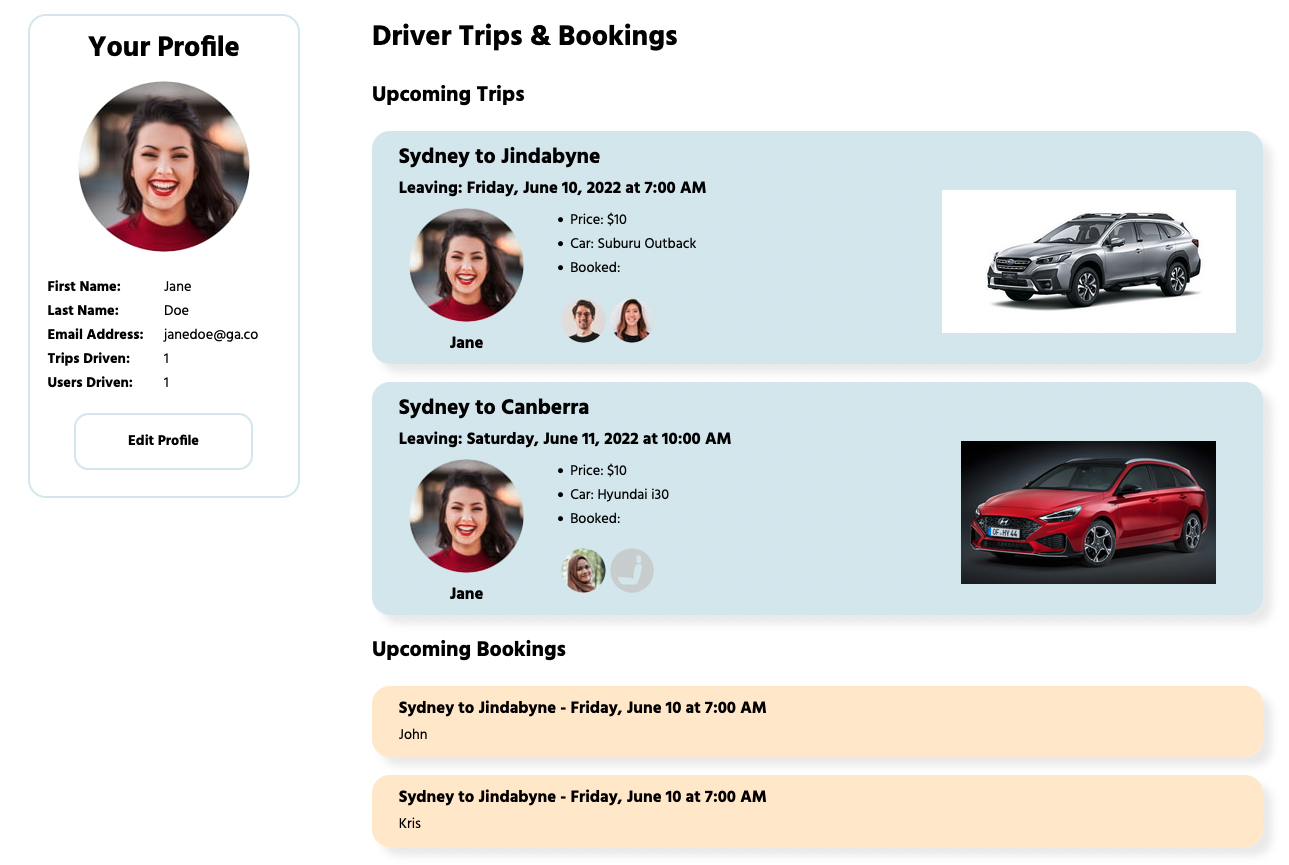 Your Profile
First Name: Jane
Last Name: Doe
Email Address: janedoe@ga.co
Trips Driven: 1
Users Driven: 1
Edit Profile
Driver Trips & Bookings
Upcoming Trips
Sydney to Jindabyne
Leaving: Friday, June 10, 2022 at 7:00 AM
• Price: $10
• Car: Suburu Outback
• Booked:
Jane
Sydney to Canberra
Leaving: Saturday, June 11, 2022 at 10:00 AM
• Price: $10
• Car: Hyundai i30
• Booked:
OF·HY 44
Jane
Upcoming Bookings
Sydney to Jindabyne - Friday, June 10 at 7:00 AM
John
Sydney to Jindabyne - Friday, June 10 at 7:00 AM
Kris